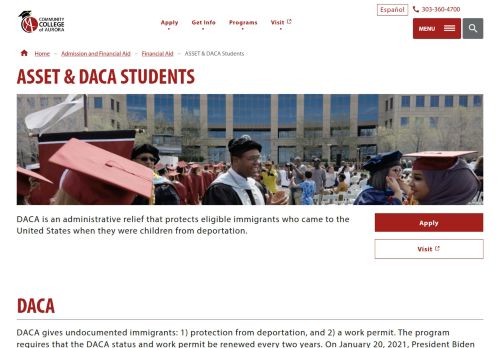 COMMUNITY
COLLEGE
of AURORA
Apply
Get Info
Programs
Visit
Español
303-360-4700
MENU
Home – Admission and Financial Aid – Financial Aid – ASSET & DACA Students
ASSET & DACA STUDENTS
DACA is an administrative relief that protects eligible immigrants who came to the
United States when they were children from deportation.
Apply
Visit
DACA
DACA gives undocumented immigrants: 1) protection from deportation, and 2) a work permit. The program
requires that the DACA status and work permit be renewed every two years. On January 20, 2021, President Biden